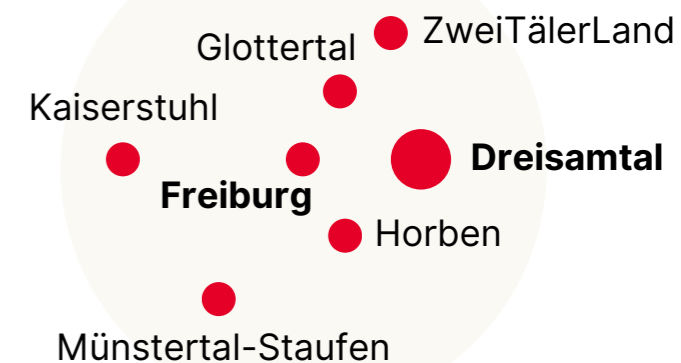 ZweiTälerLand
Glottertal
Kaiserstuhl
Dreisamtal
Freiburg
Horben
Münstertal-Staufen